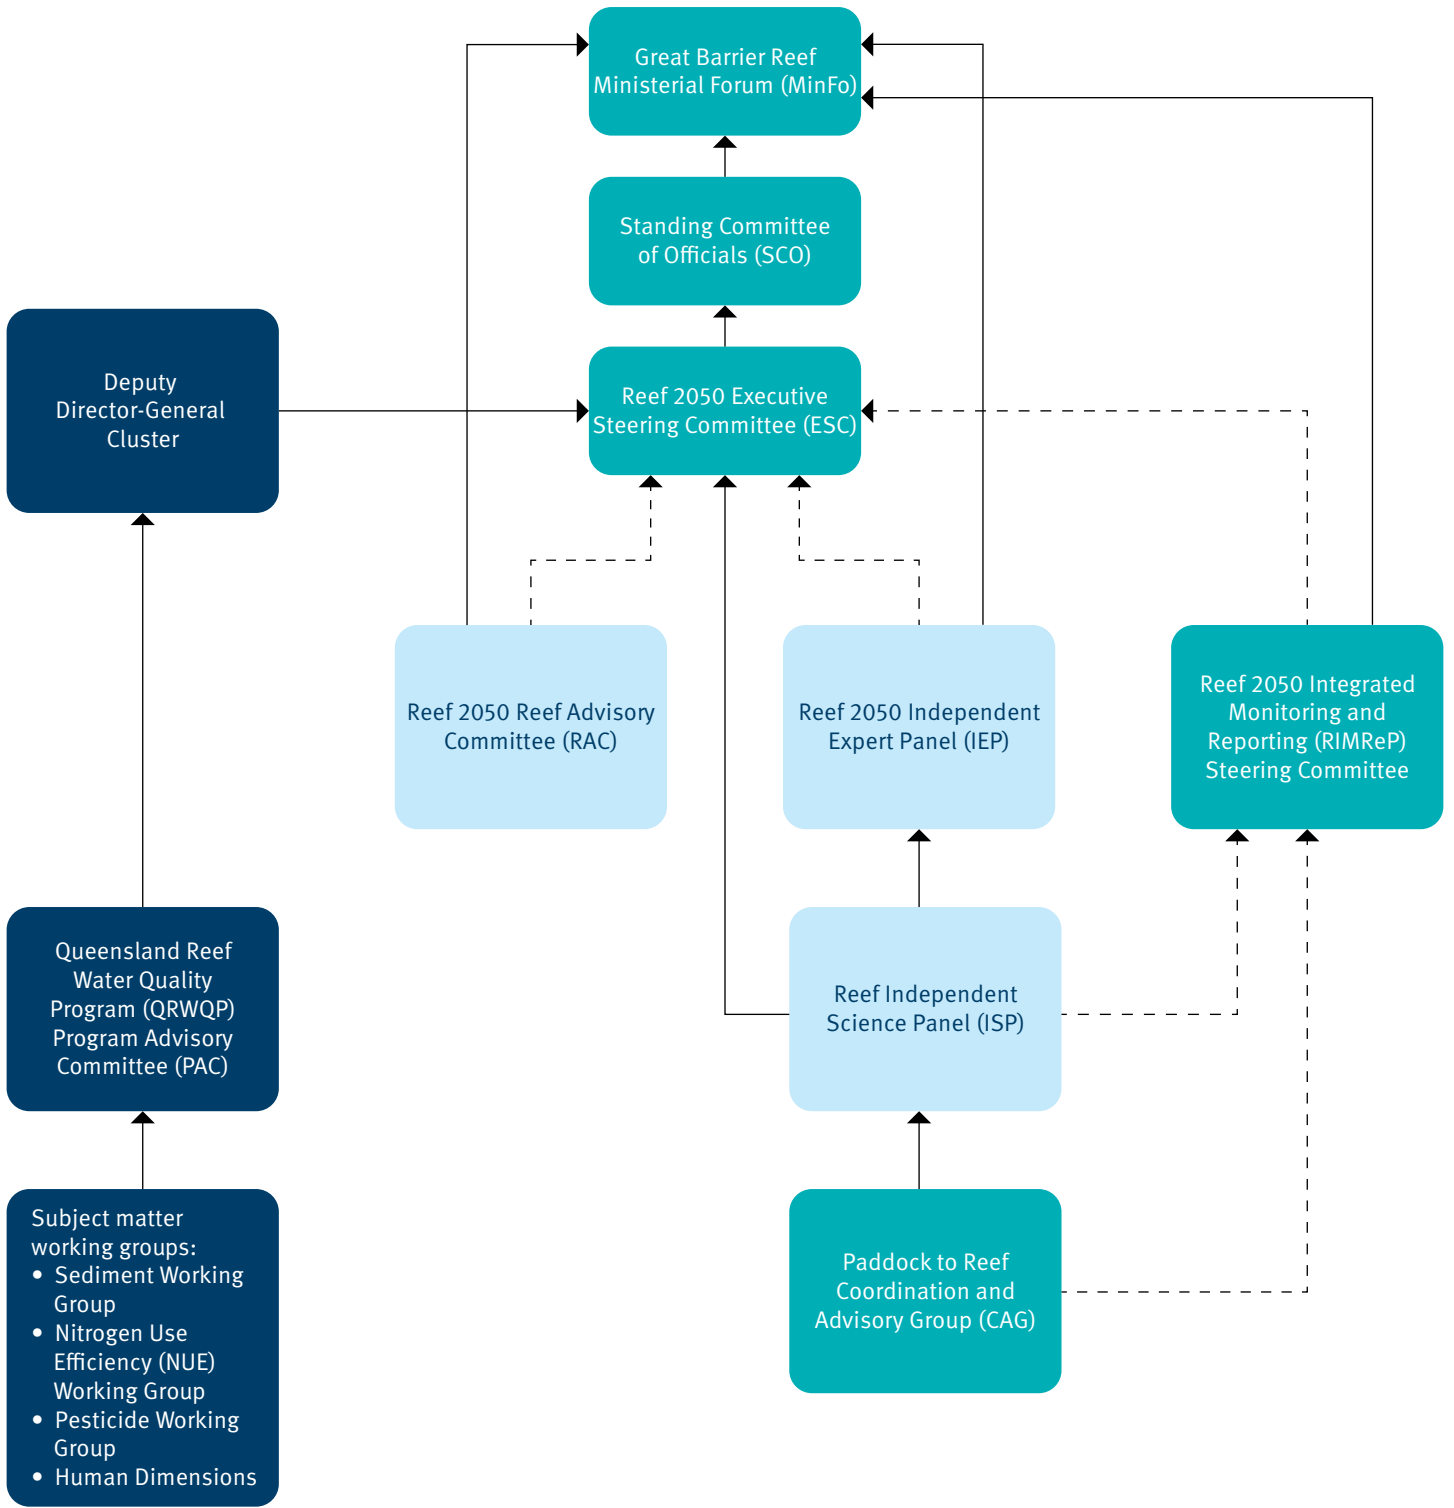 Great Barrier Reef
Ministerial Forum (MinFo)
Standing Committee
of Officials (SCO)
Deputy
Director-General
Cluster
Reef 2050 Executive
Steering Committee (ESC)
Reef 2050 Reef Advisory
Committee (RAC)
Reef 2050 Independent
Expert Panel (IEP)
Reef 2050 Integrated
Monitoring and
Reporting (RIMReP)
Steering Committee
Queensland Reef
Water Quality
Program (QRWQP)
Program Advisory
Committee (PAC)
Reef Independent
Science Panel (ISP)
Subject matter
working groups:
• Sediment Working
Group
• Nitrogen Use
Efficiency (NUE)
Working Group
• Pesticide Working
Group
• Human Dimensions
Paddock to Reef
Coordination and
Advisory Group (CAG)